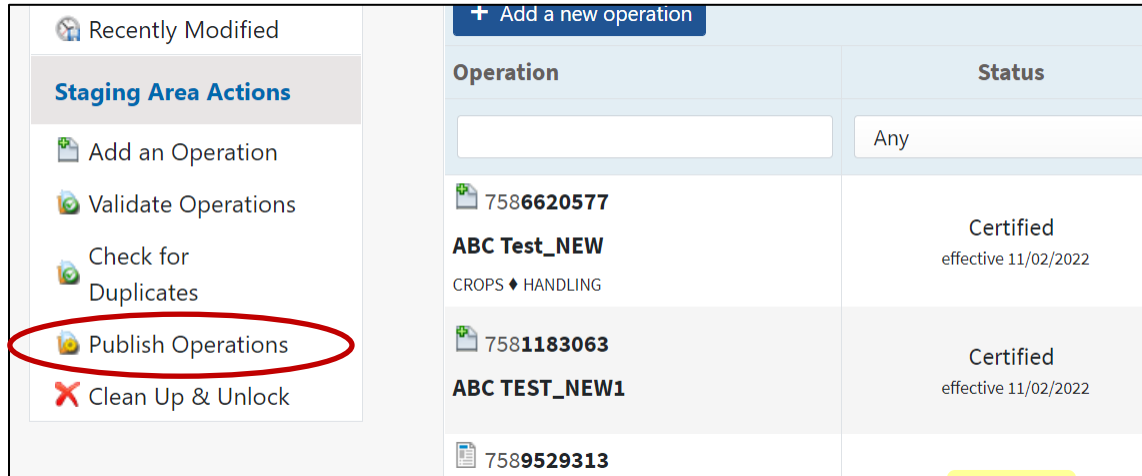 Recently Modified
Staging Area Actions
Add an Operation
Validate Operations
Check for
Duplicates
Publish Operations
Clean Up & Unlock
+ Add a new operation
Operation
Status
Any
7586620577
ABC Test_NEW
CROPS ♦ HANDLING
Certified
effective 11/02/2022
7581183063
ABC TEST_NEW1
Certified
effective 11/02/2022
7589529313